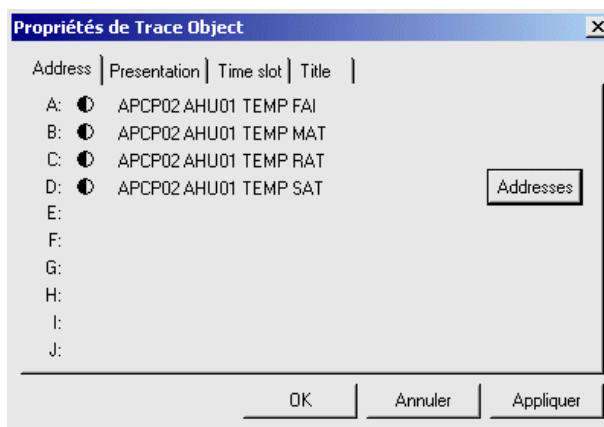 Propriétés de Trace Object
Address Presentation Time slot Title
A: APCP02 AHU01 TEMP FAI
B: APCP02 AHU01 TEMP MAT
C: APCP02 AHU01 TEMP RAT
D: APCP02 AHU01 TEMP SAT
Addresses
E:
F:
G:
H:
I:
J:
OK Annuler Appliquer